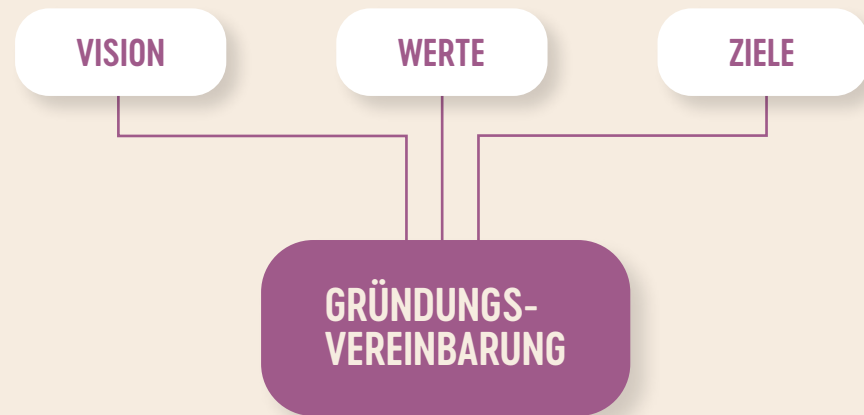 VISION
WERTE
ZIELE
GRÜNDUNGS-
VEREINBARUNG